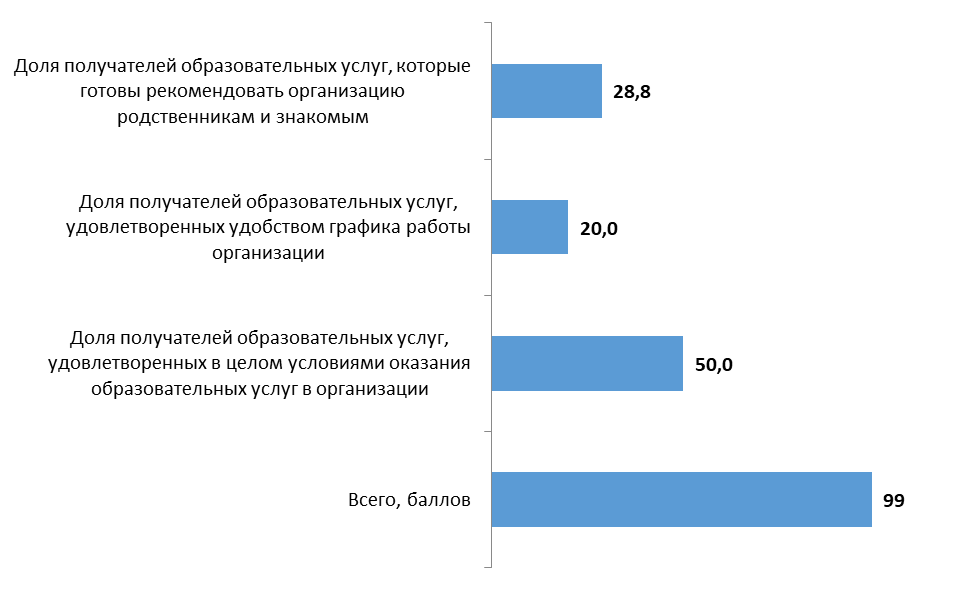 Доля получателей образовательных услуг, которые
готовы рекомендовать организацию
родственникам и знакомым
28,8
Доля получателей образовательных услуг,
удовлетворенных удобством графика работы
организации
20,0
Доля получателей образовательных услуг,
удовлетворенных в целом условиями оказания
образовательных услуг в организации
50,0
Всего, баллов
99